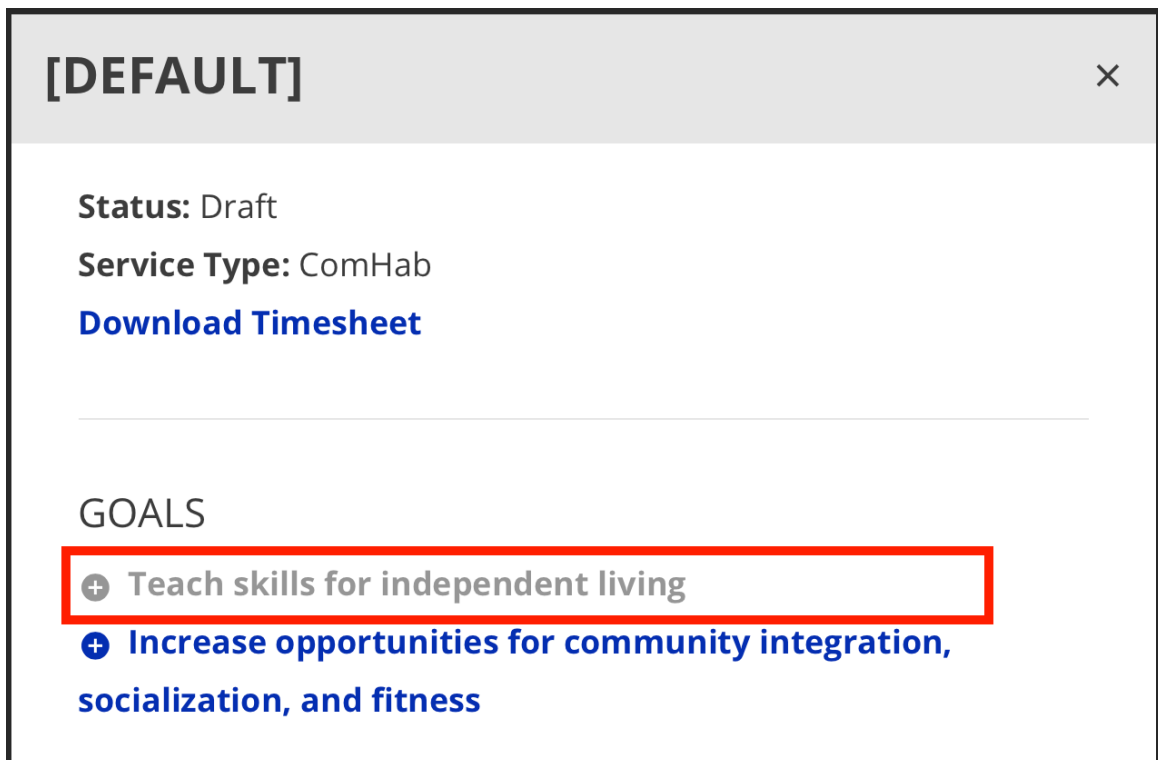 [DEFAULT]
Status: Draft
Service Type: ComHab
Download Timesheet
GOALS
Teach skills for independent living
Increase opportunities for community integration,
socialization, and fitness